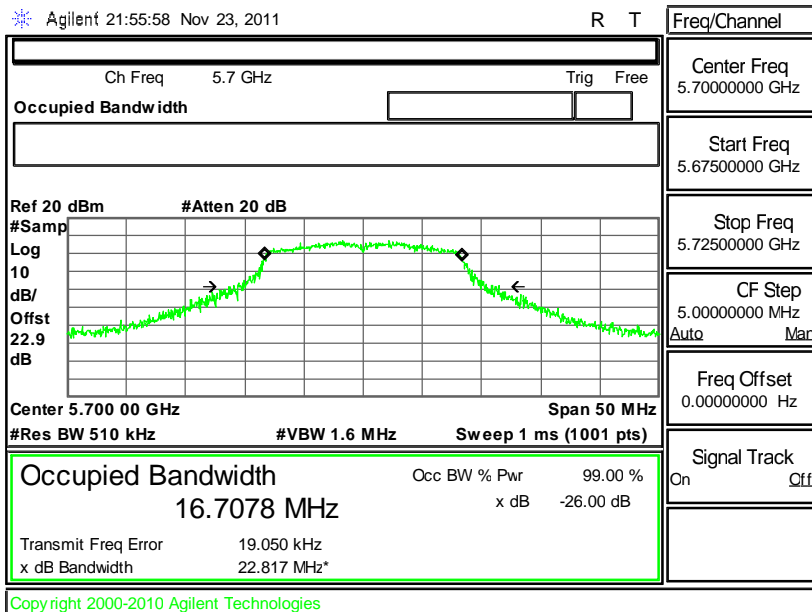 Agilent 21:55:58 Nov 23, 2011 R T
Ch Freq 5.7 GHz Trig Free
Occupied Bandwidth
Ref 20 dBm #Atten 20 dB
#Samp
Log
10
dB/
Offst
22.9
dB
Center 5.700 00 GHz Span 50 MHz
#Res BW 510 kHz #VBW 1.6 MHz Sweep 1 ms (1001 pts)
Occupied Bandwidth
16.7078 MHz
Occ BW % Pwr 99.00 %
x dB -26.00 dB
Transmit Freq Error 19.050 kHz
x dB Bandwidth 22.817 MHz*
Copyright 2000-2010 Agilent Technologies
Freq/Channel
Center Freq
5.70000000 GHz
Start Freq
5.67500000 GHz
Stop Freq
5.72500000 GHz
CF Step
5.00000000 MHz
Auto Man
Freq Offset
0.00000000 Hz
Signal Track
On Off